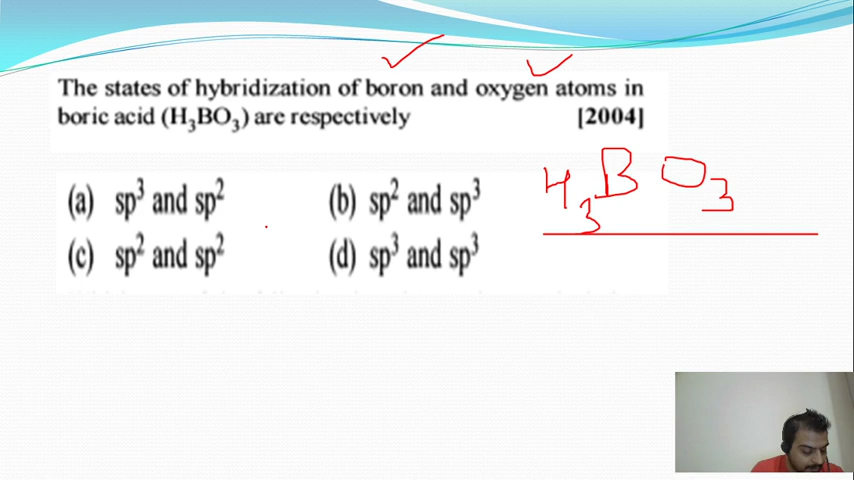 The states of hybridization of boron and oxygen atoms in
boric acid (H₃BO₃) are respectively [2004]
H₃BO₃
(a) sp³ and sp² (b) sp² and sp³
(c) sp² and sp² (d) sp³ and sp³